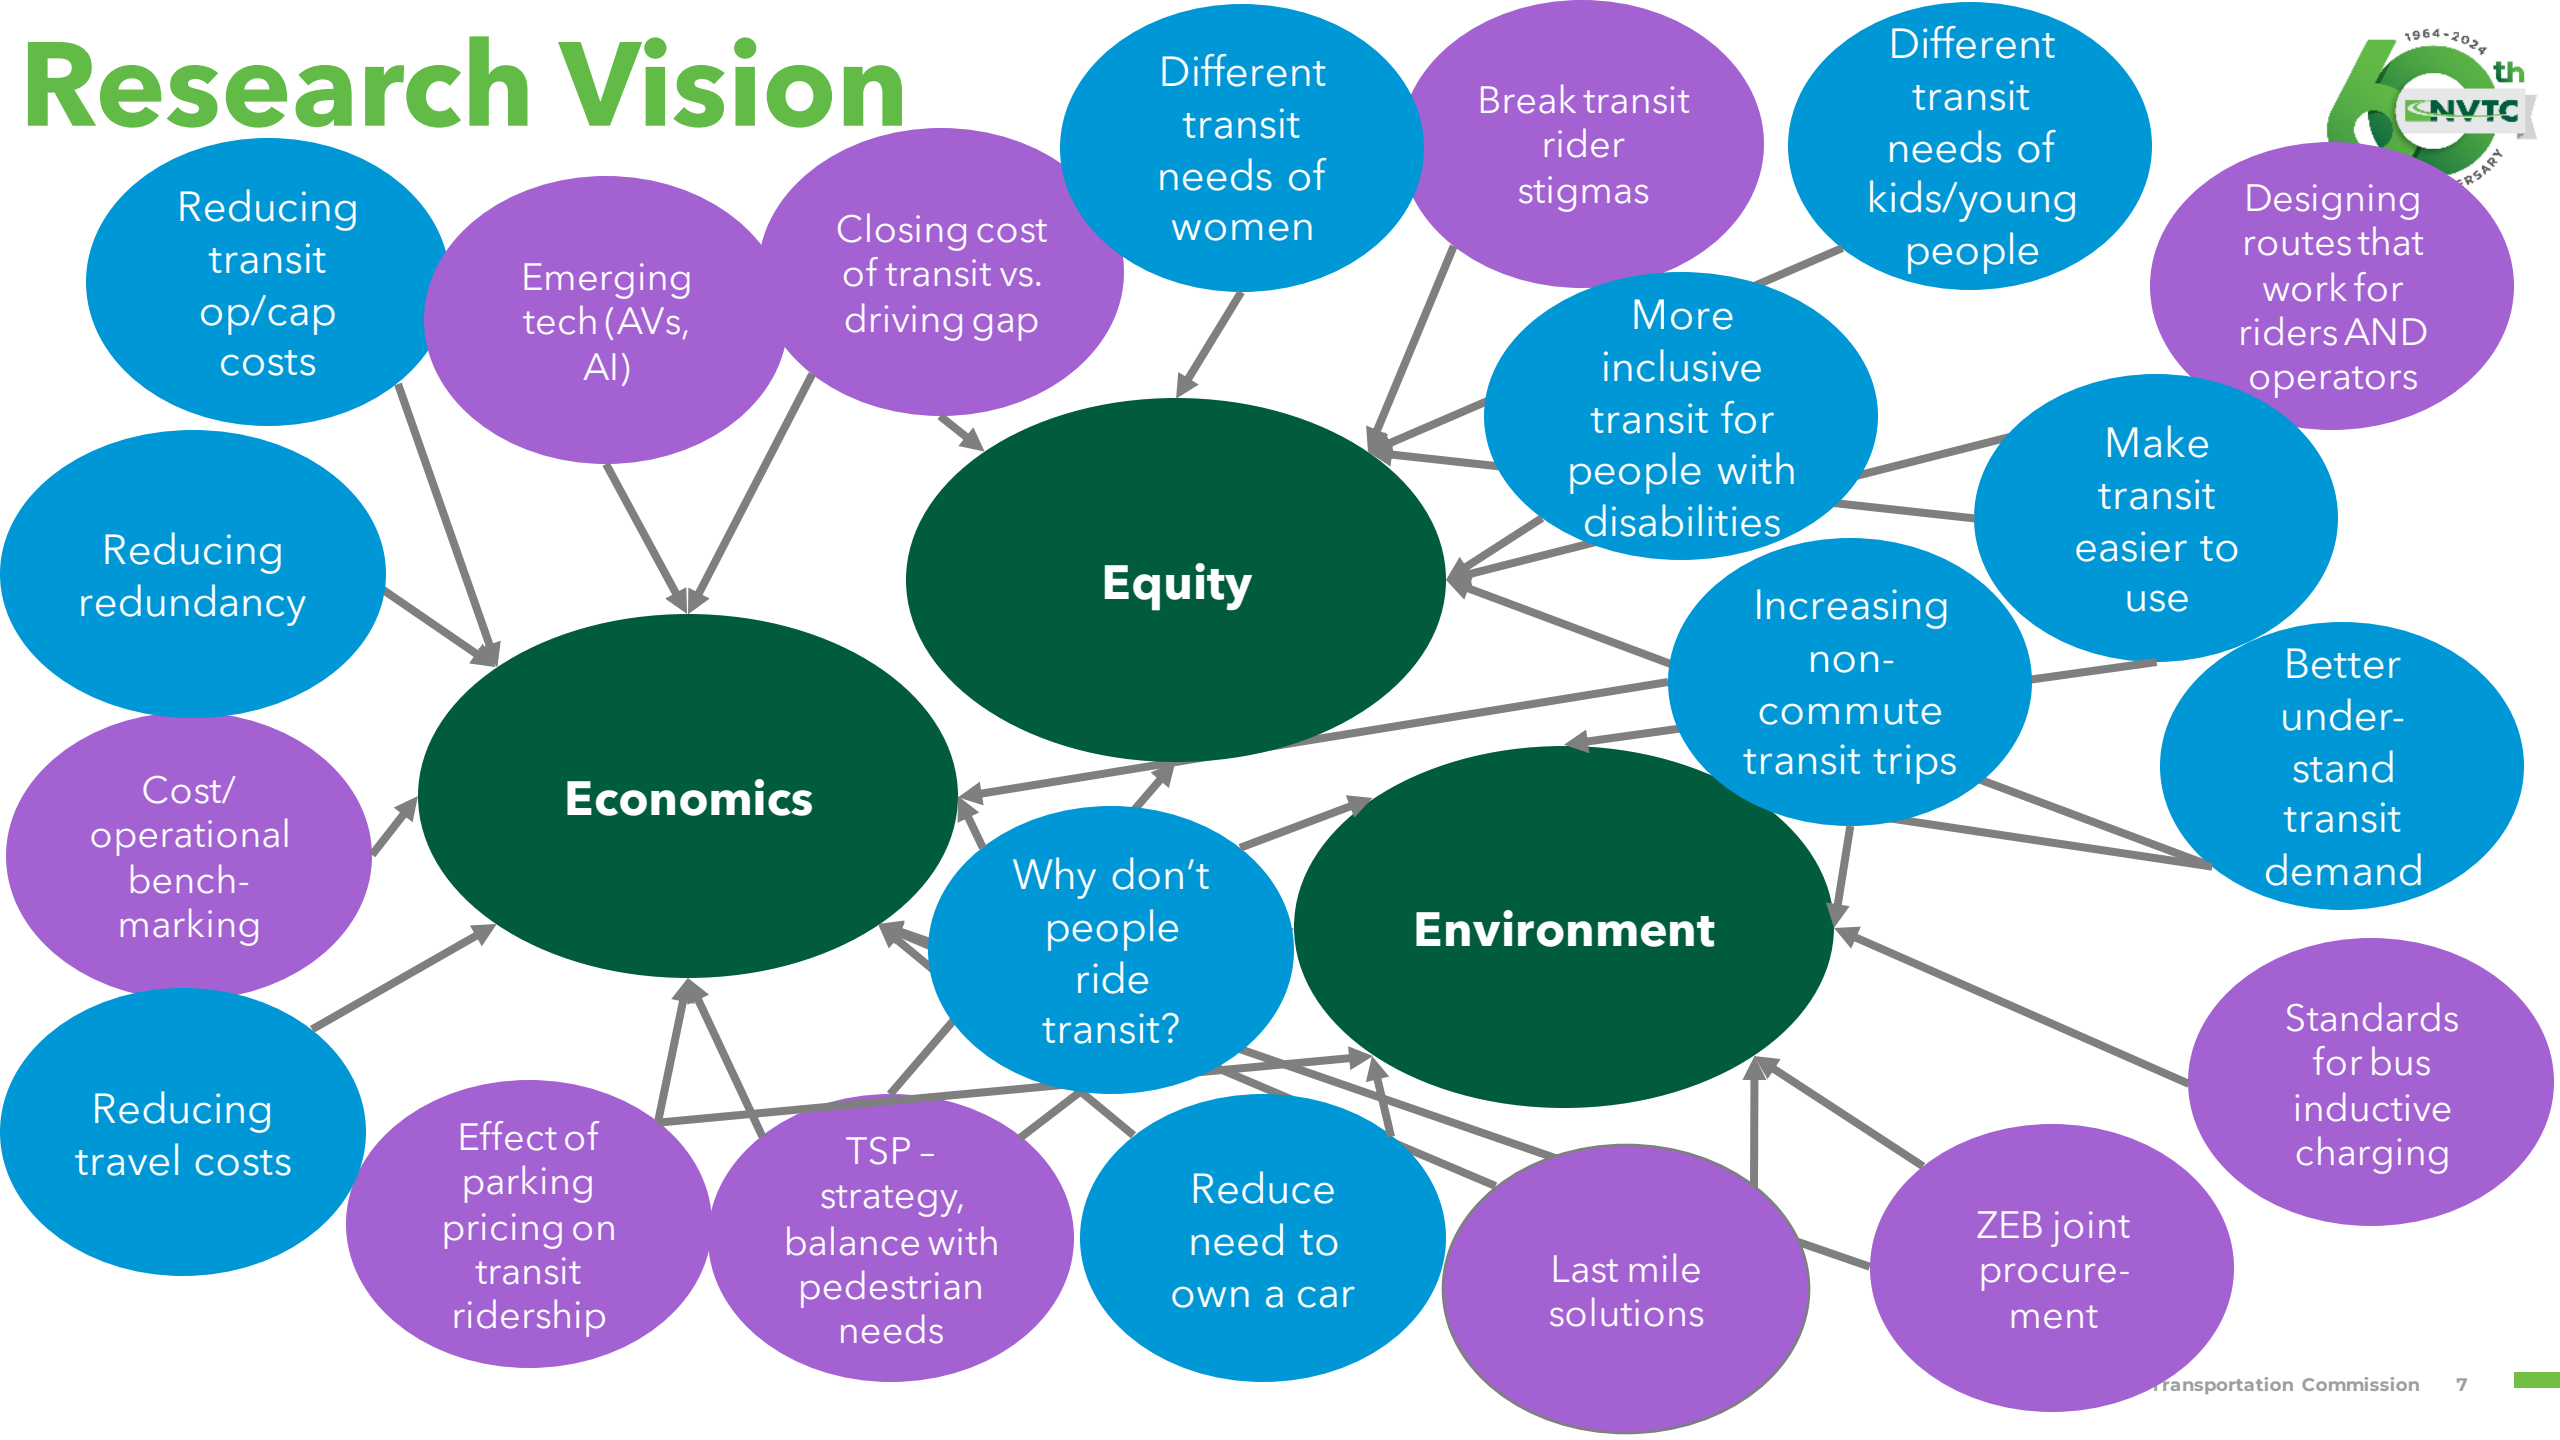 Research Vision
1964-2024
th
NVTC
ERSARY
Different
transit
needs of
women
Break transit
rider
stigmas
Different
transit
needs of
kids/young
people
Designing
routes that
work for
riders AND
operators
Reducing
transit
op/cap
costs
Emerging
tech (AVs,
AI)
Closing cost
of transit vs.
driving gap
More
inclusive
transit for
people with
disabilities
Make
transit
easier to
use
Reducing
redundancy
Equity
Increasing
non-
commute
transit trips
Better
under-
stand
transit
demand
Economics
Cost/
operational
bench-
marking
Why don't
people
ride
transit?
Environment
Standards
for bus
inductive
charging
Reducing
travel costs
Effect of
parking
pricing on
transit
ridership
TSP –
strategy,
balance with
pedestrian
needs
Reduce
need to
own a car
Last mile
solutions
ZEB joint
procure-
ment
Transportation Commission 7